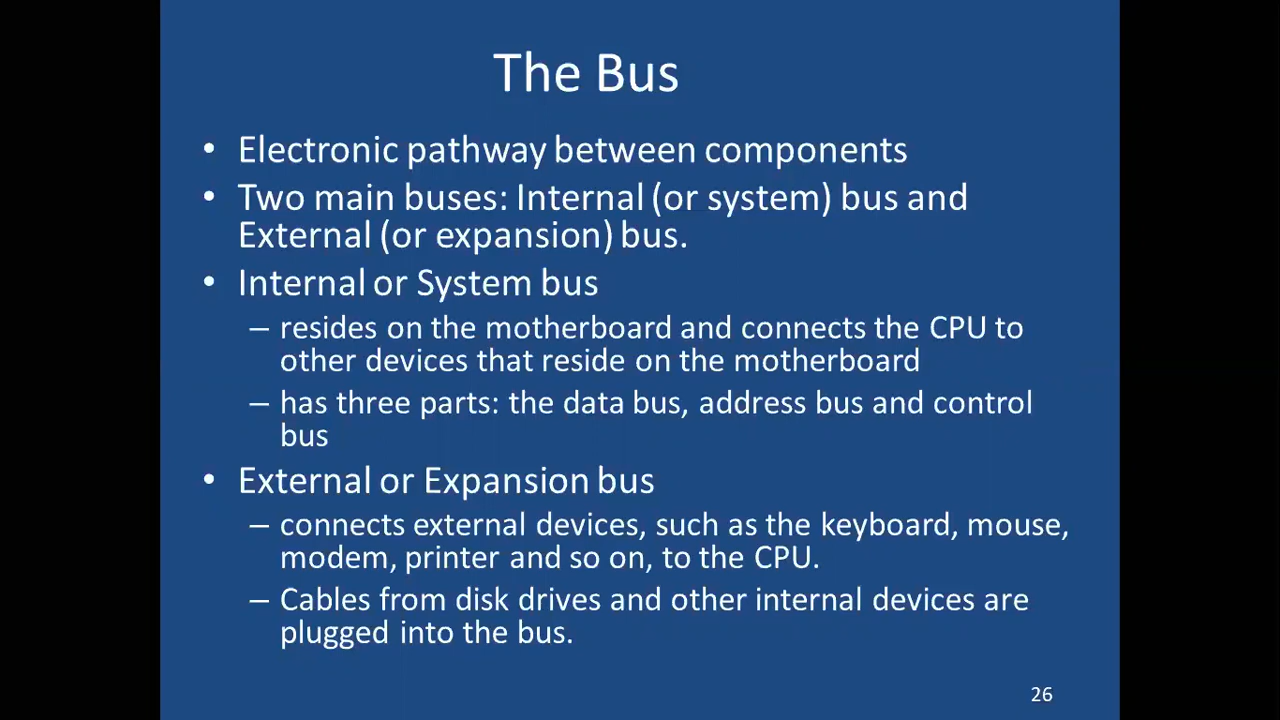 The Bus
• Electronic pathway between components
• Two main buses: Internal (or system) bus and
External (or expansion) bus.
• Internal or System bus
– resides on the motherboard and connects the CPU to
other devices that reside on the motherboard
– has three parts: the data bus, address bus and control
bus
• External or Expansion bus
– connects external devices, such as the keyboard, mouse,
modem, printer and so on, to the CPU.
– Cables from disk drives and other internal devices are
plugged into the bus.
26